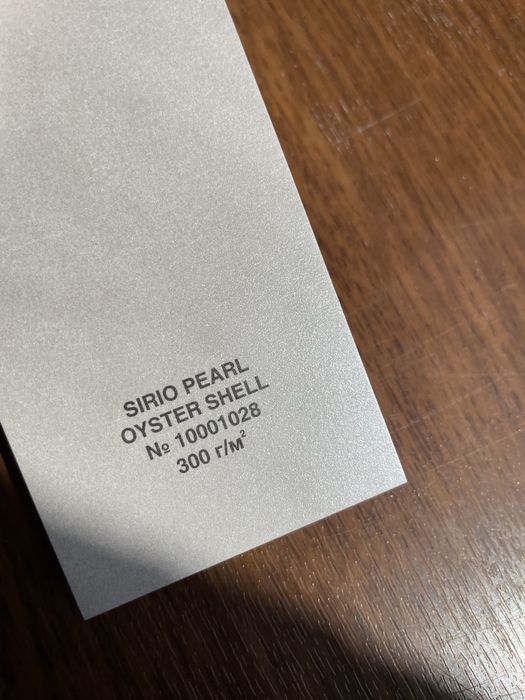 SIRIO PEARL
OYSTER SHELL
№ 10001028
300 г/м²